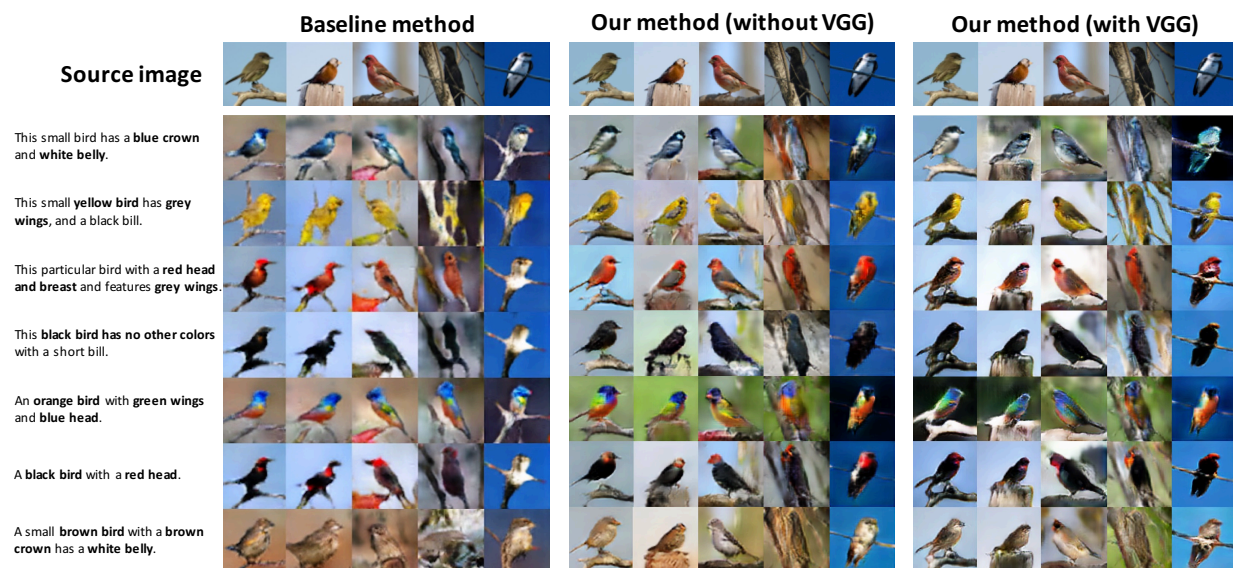 Baseline method
Our method (without VGG)
Our method (with VGG)
Source image
This small bird has a blue crown
and white belly.
This small yellow bird has grey
wings, and a black bill.
This particular bird with a red head
and breast and features grey wings.
This black bird has no other colors
with a short bill.
An orange bird with green wings
and blue head.
A black bird with a red head.
A small brown bird with a brown
crown has a white belly.